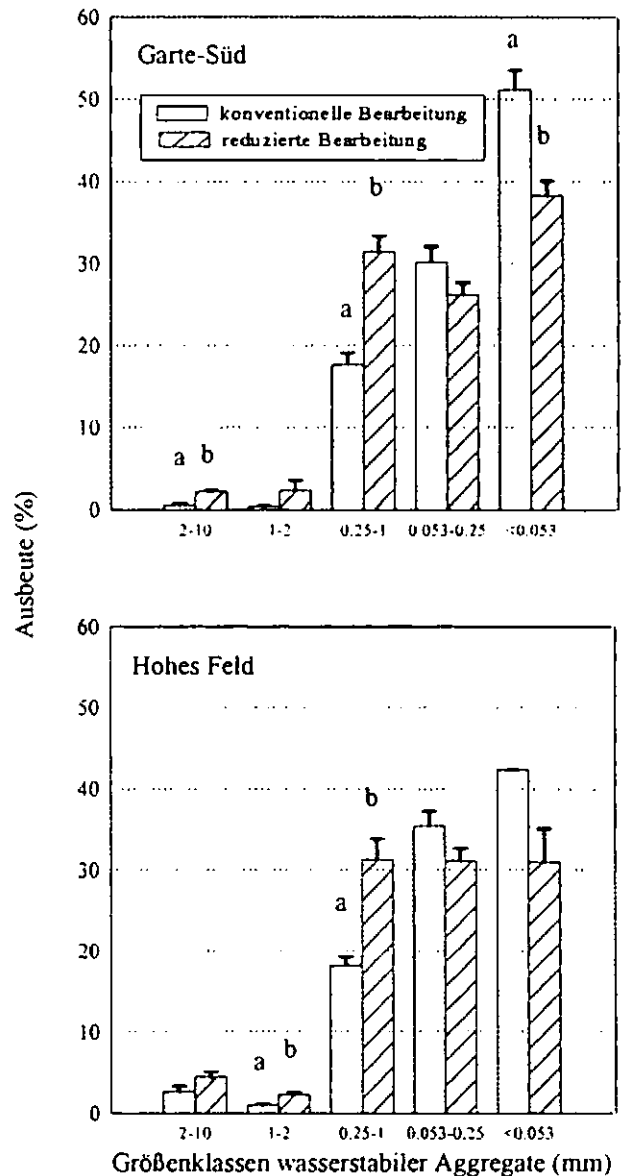 60
Garte-Süd
a
50
konventionelle Bearbeitung
reduzierte Bearbeitung
b
40
b
30
a
20
10
a b
0
2-10 1-2 0.25-1 0.053-0.25 <0.053
Ausbeute (%)
60
Hohes Feld
50
40
b
30
a
20
10
a b
0
2-10 1-2 0.25-1 0.053-0.25 <0.053
Größenklassen wasserstabiler Aggregate (mm)